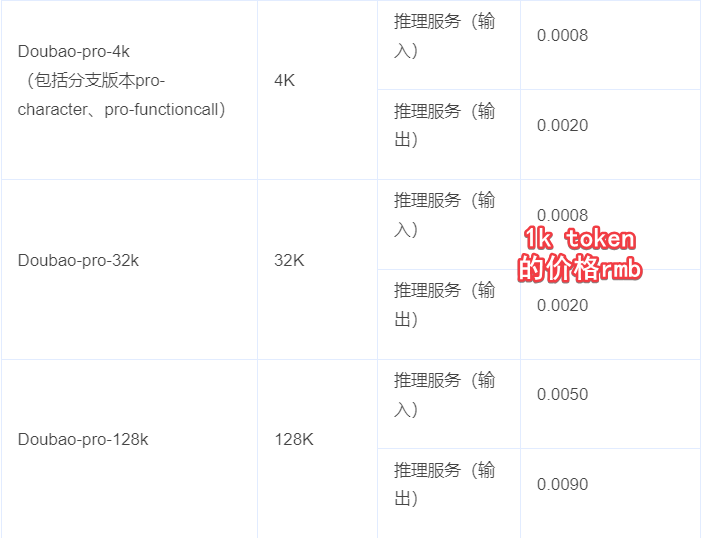 Doubao-pro-4k
（包括分支版本pro-
character、pro-functioncall）
4K
推理服务（输
入）
0.0008
推理服务（输
出）
0.0020
Doubao-pro-32k
32K
推理服务（输
入）
0.0008
1k token
的价格rmb
推理服务（输
出）
0.0020
Doubao-pro-128k
128K
推理服务（输
入）
0.0050
推理服务（输
出）
0.0090